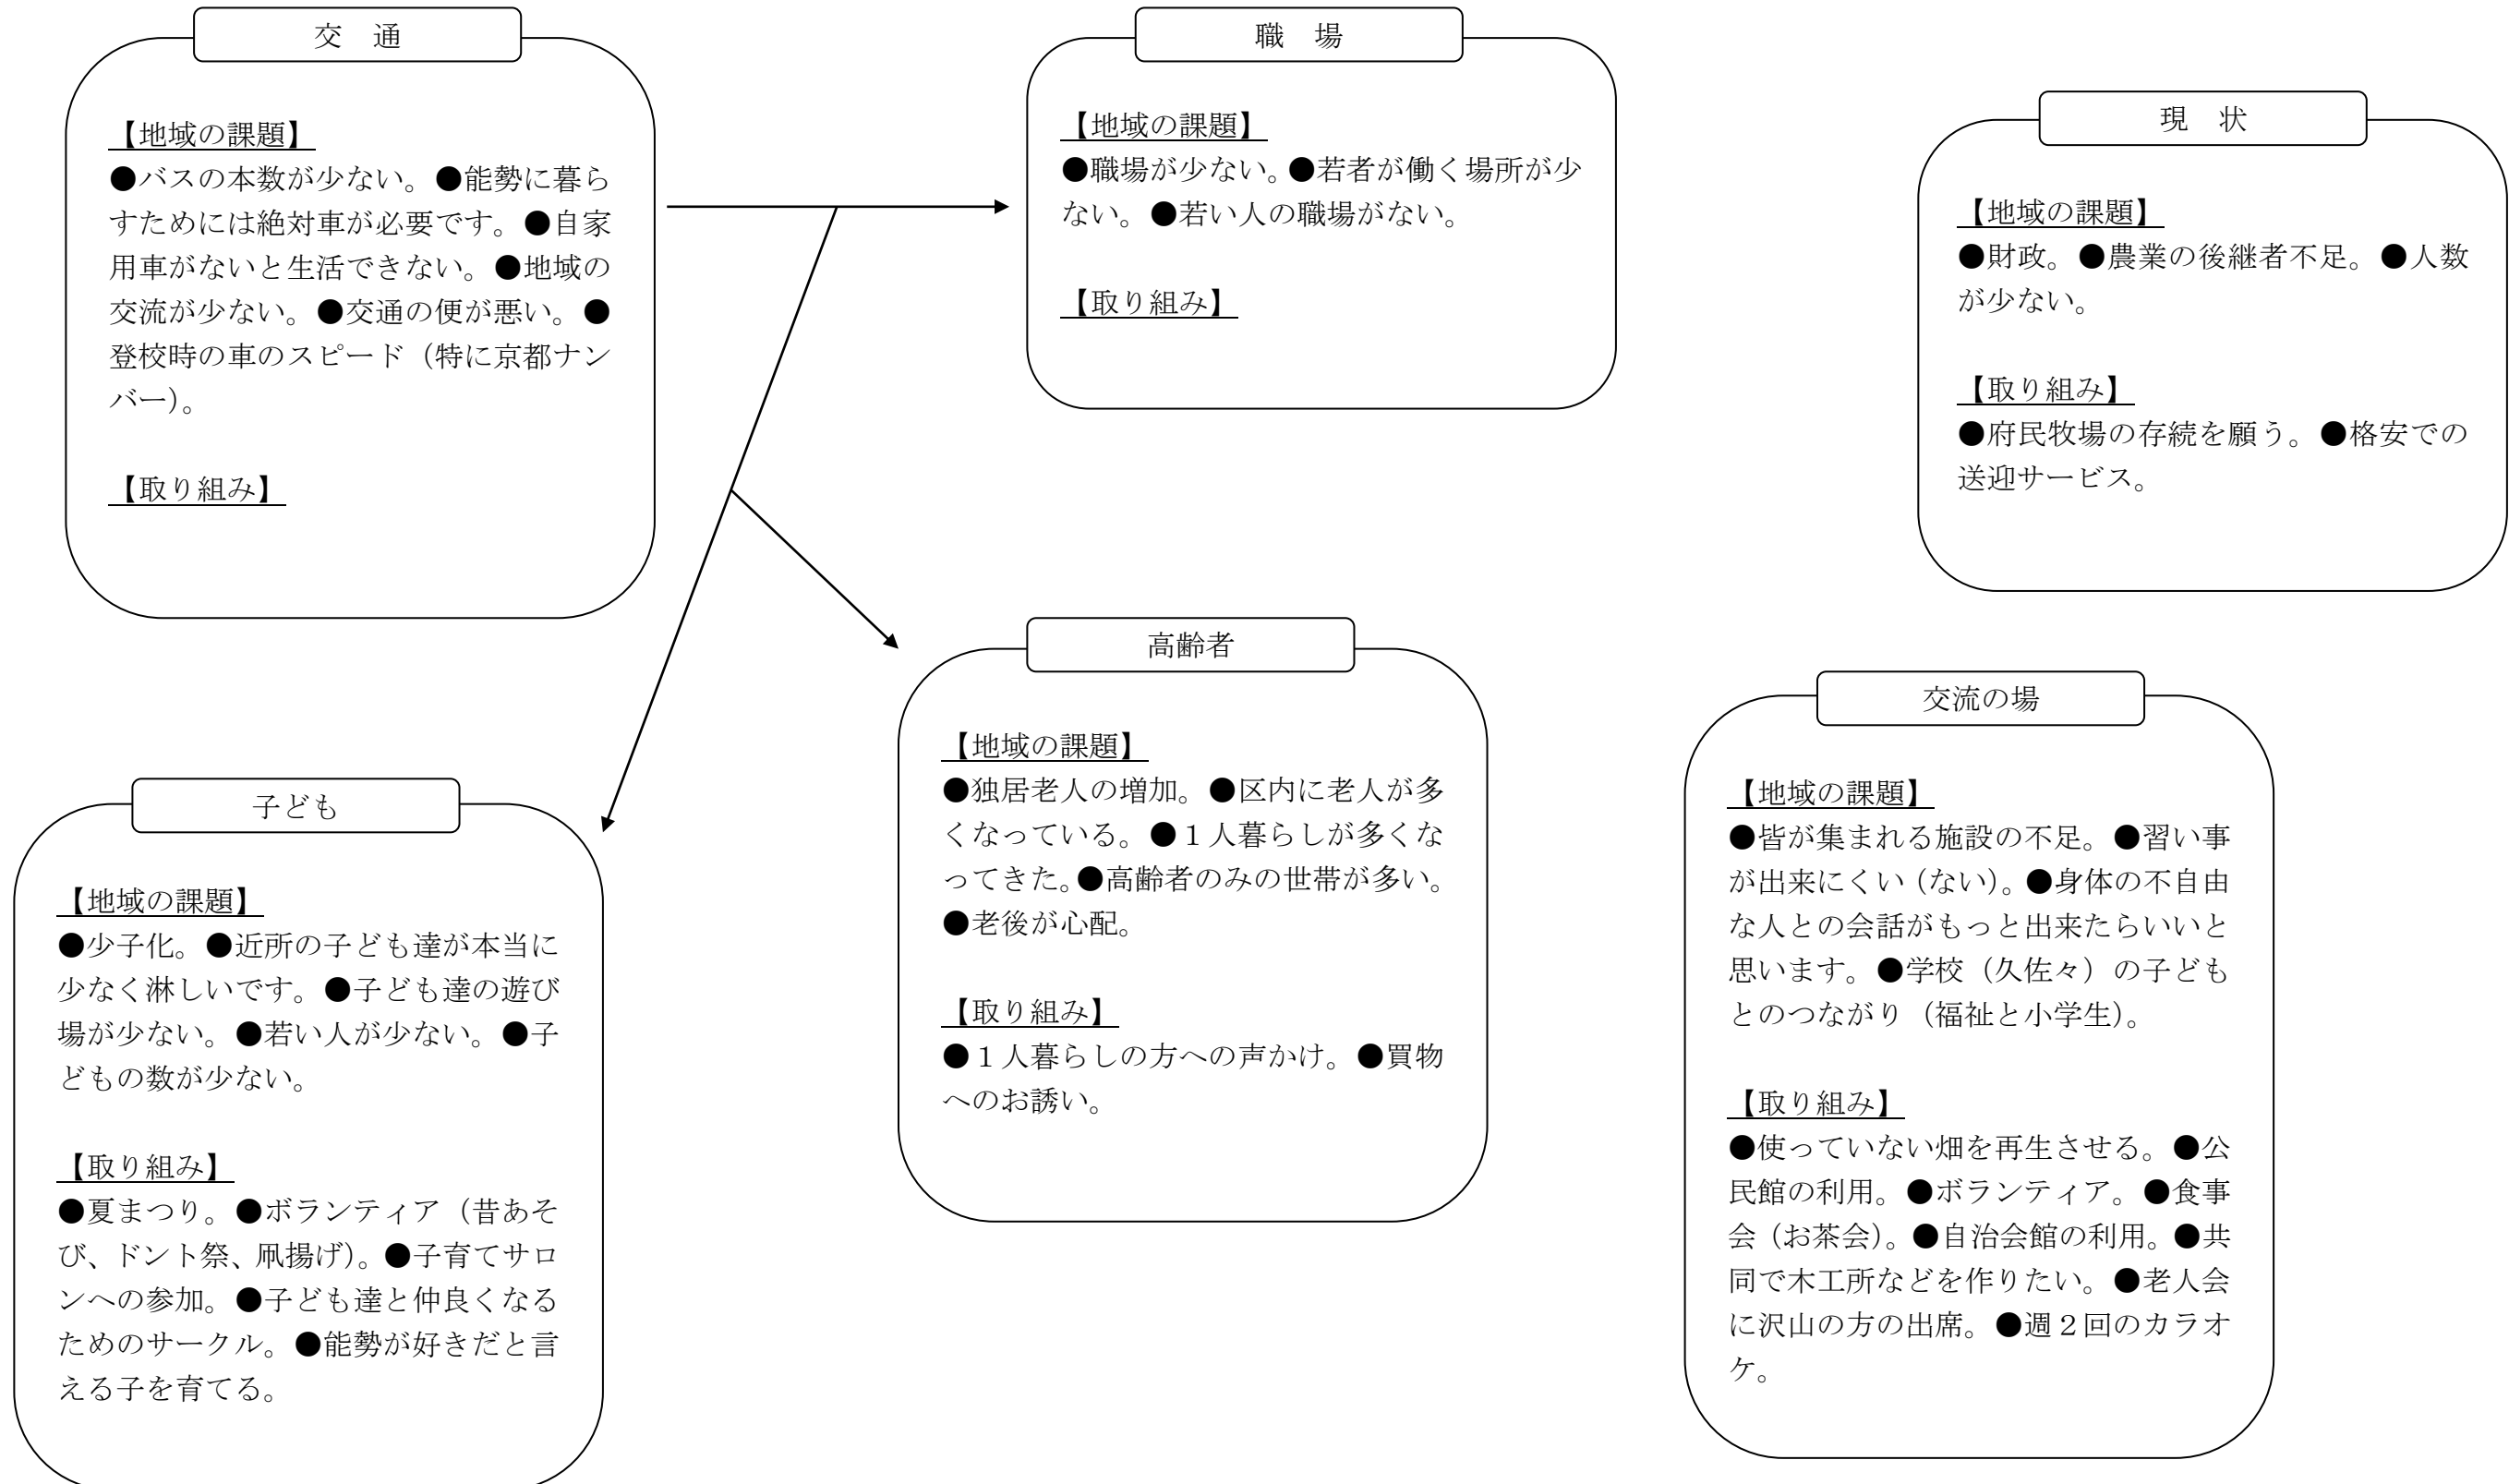 交　通
【地域の課題】
●バスの本数が少ない。●能勢に暮ら
すためには絶対車が必要です。●自家
用車がないと生活できない。●地域の
交流が少ない。●交通の便が悪い。●
登校時の車のスピード（特に京都ナン
バー）。
【取り組み】
職　場
【地域の課題】
●職場が少ない。●若者が働く場所が少
ない。●若い人の職場がない。
【取り組み】
現　状
【地域の課題】
●財政。●農業の後継者不足。●人数
が少ない。
【取り組み】
●府民牧場の存続を願う。●格安での
送迎サービス。
子ども
【地域の課題】
●少子化。●近所の子ども達が本当に
少なく淋しいです。●子ども達の遊び
場が少ない。●若い人が少ない。●子
どもの数が少ない。
【取り組み】
●夏まつり。●ボランティア（昔あそ
び、ドント祭、凧揚げ）。●子育てサロ
ンへの参加。●子ども達と仲良くなる
ためのサークル。●能勢が好きだと言
える子を育てる。
高齢者
【地域の課題】
●独居老人の増加。●区内に老人が多
くなっている。●１人暮らしが多くな
ってきた。●高齢者のみの世帯が多い。
●老後が心配。
【取り組み】
●１人暮らしの方への声かけ。●買物
へのお誘い。
交流の場
【地域の課題】
●皆が集まれる施設の不足。●習い事
が出来にくい（ない）。●身体の不自由
な人との会話がもっと出来たらいいと
思います。●学校（久佐々）の子ども
とのつながり（福祉と小学生）。
【取り組み】
●使っていない畑を再生させる。●公
民館の利用。●ボランティア。●食事
会（お茶会）。●自治会館の利用。●共
同で木工所などを作りたい。●老人会
に沢山の方の出席。●週２回のカラオ
ケ。